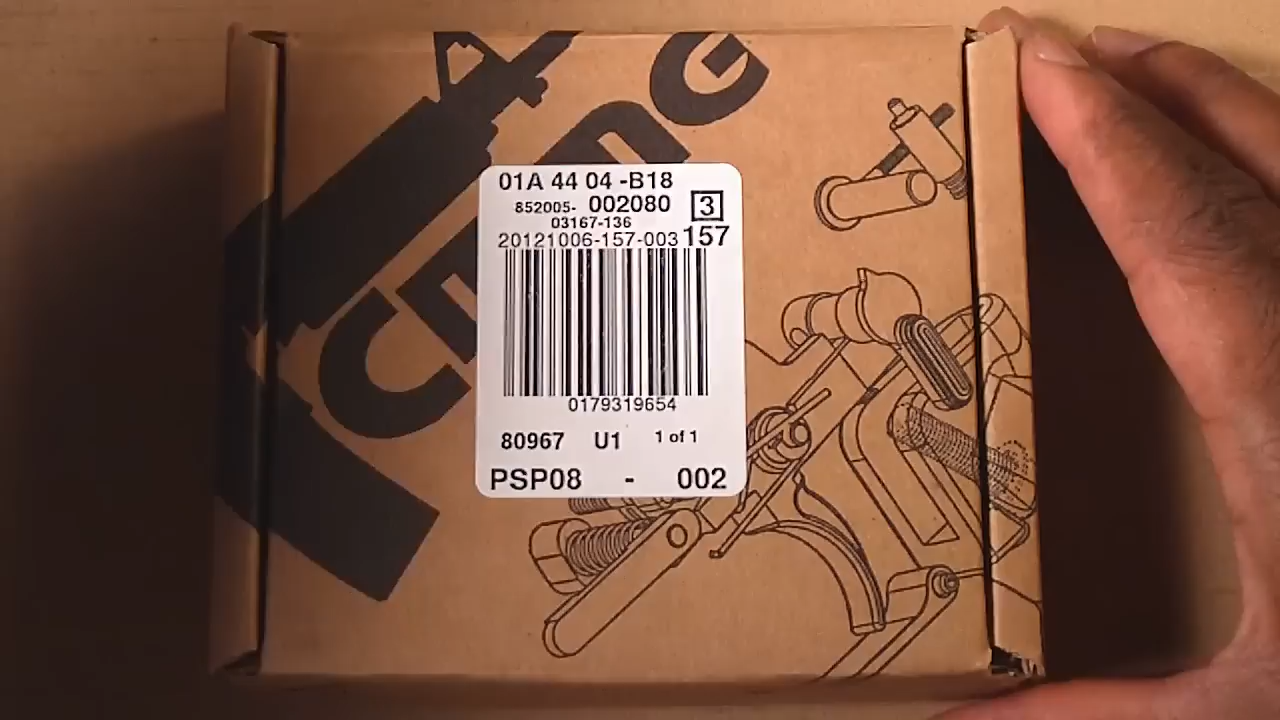 01A 44 04 -B18
852005- 002080
3
03167-136
20121006-157-003 157
0179319654
80967 U1 1 of 1
PSP08 - 002